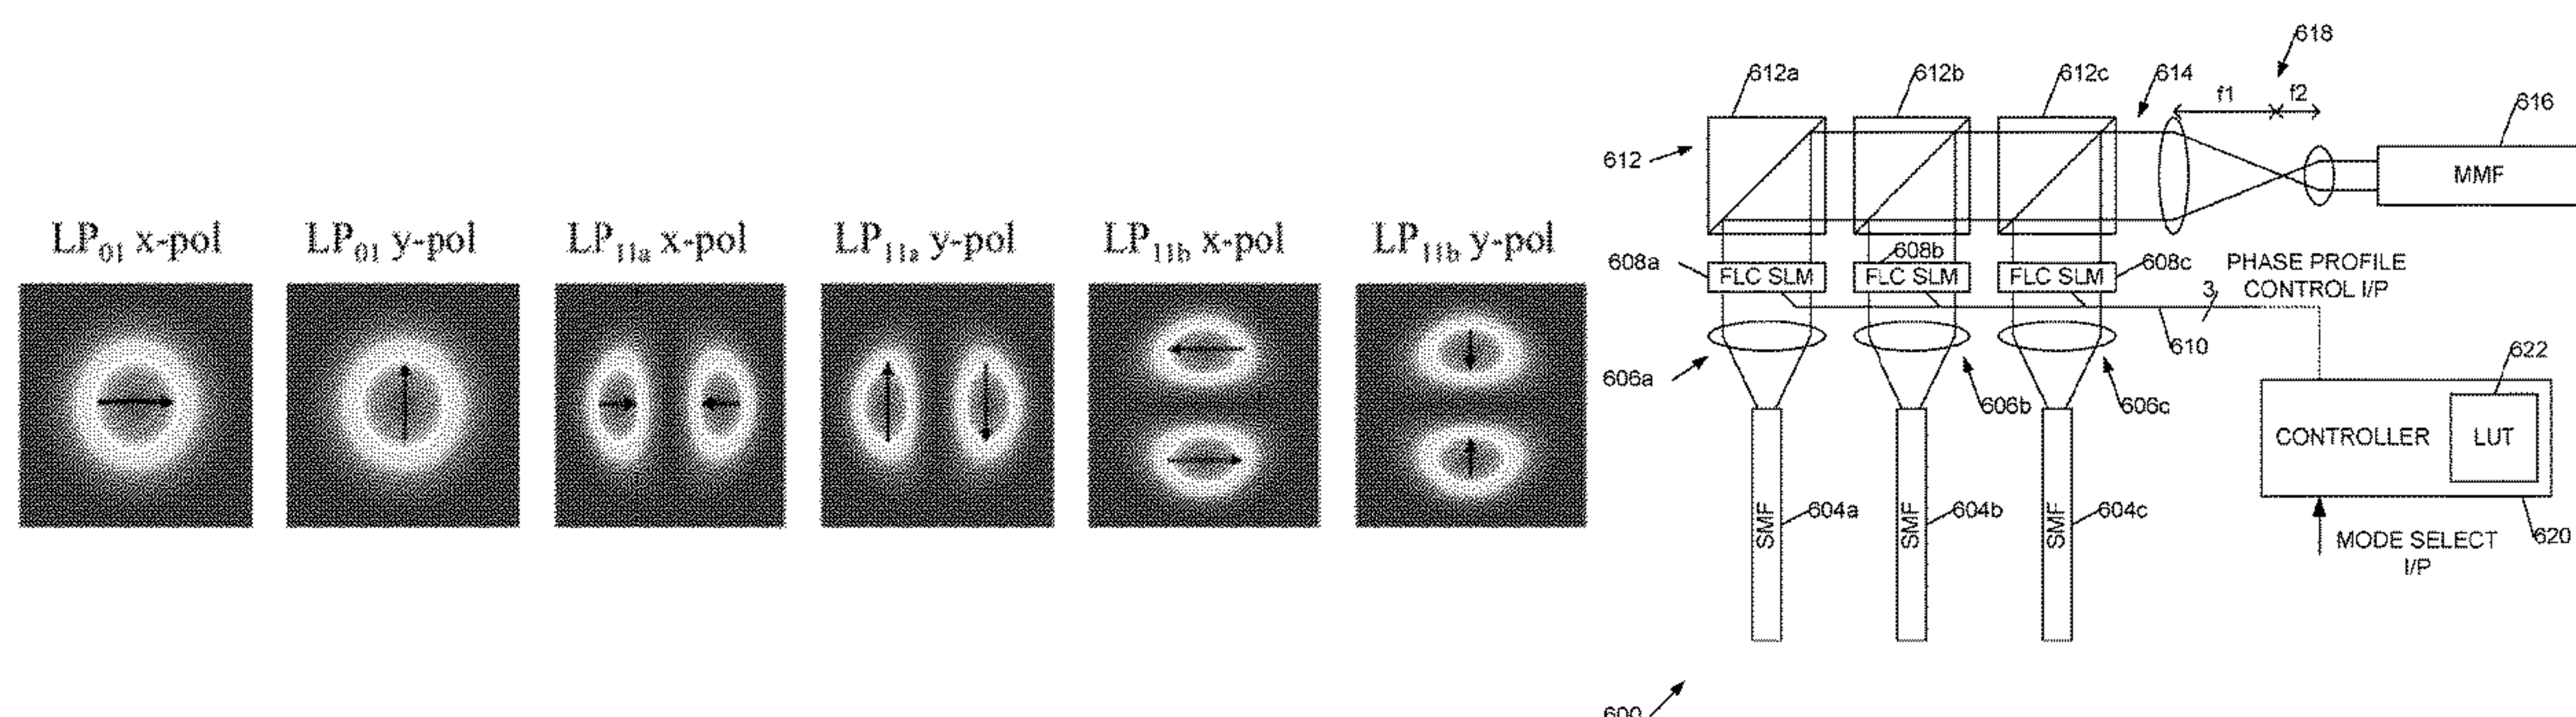 LP01 x-pol
LP01 y-pol
LP11a x-pol
LP11a y-pol
LP11b x-pol
LP11b y-pol
618
612a
612b
612c
614
f1
f2
616
612
MMF
608a
FLC SLM
608b
FLC SLM
FLC SLM
608c
PHASE PROFILE
CONTROL I/P
3
610
606a
606b
606c
622
CONTROLLER
LUT
620
MODE SELECT
I/P
SMF
604a
SMF
604b
SMF
604c
600